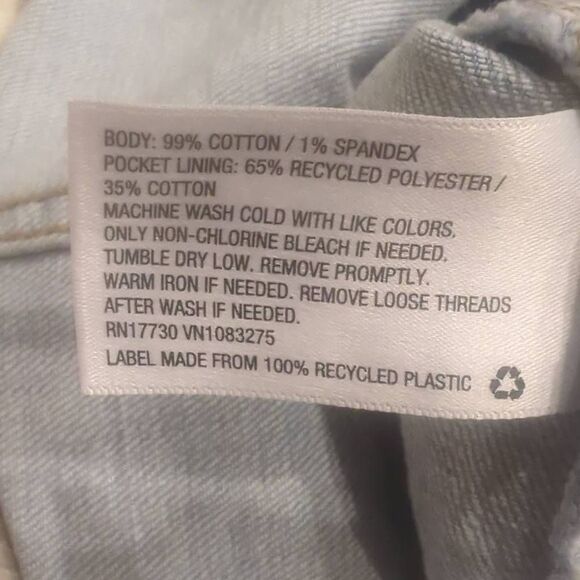 BODY: 99% COTTON / 1% SPANDEX
POCKET LINING: 65% RECYCLED POLYESTER /
35% COTTON
MACHINE WASH COLD WITH LIKE COLORS.
ONLY NON-CHLORINE BLEACH IF NEEDED.
TUMBLE DRY LOW. REMOVE PROMPTLY.
WARM IRON IF NEEDED. REMOVE LOOSE THREADS
AFTER WASH IF NEEDED.
RN17730 VN1083275
LABEL MADE FROM 100% RECYCLED PLASTIC